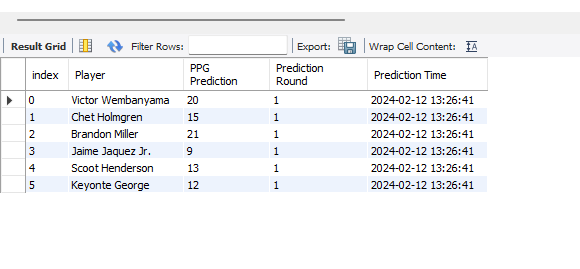 Result Grid Filter Rows: Export: Wrap Cell Content: IA
index Player PPG Prediction Prediction Round Prediction Time
0 Victor Wembanyama 20 1 2024-02-12 13:26:41
1 Chet Holmgren 15 1 2024-02-12 13:26:41
2 Brandon Miller 21 1 2024-02-12 13:26:41
3 Jaime Jaquez Jr. 9 1 2024-02-12 13:26:41
4 Scoot Henderson 13 1 2024-02-12 13:26:41
5 Keyonte George 12 1 2024-02-12 13:26:41